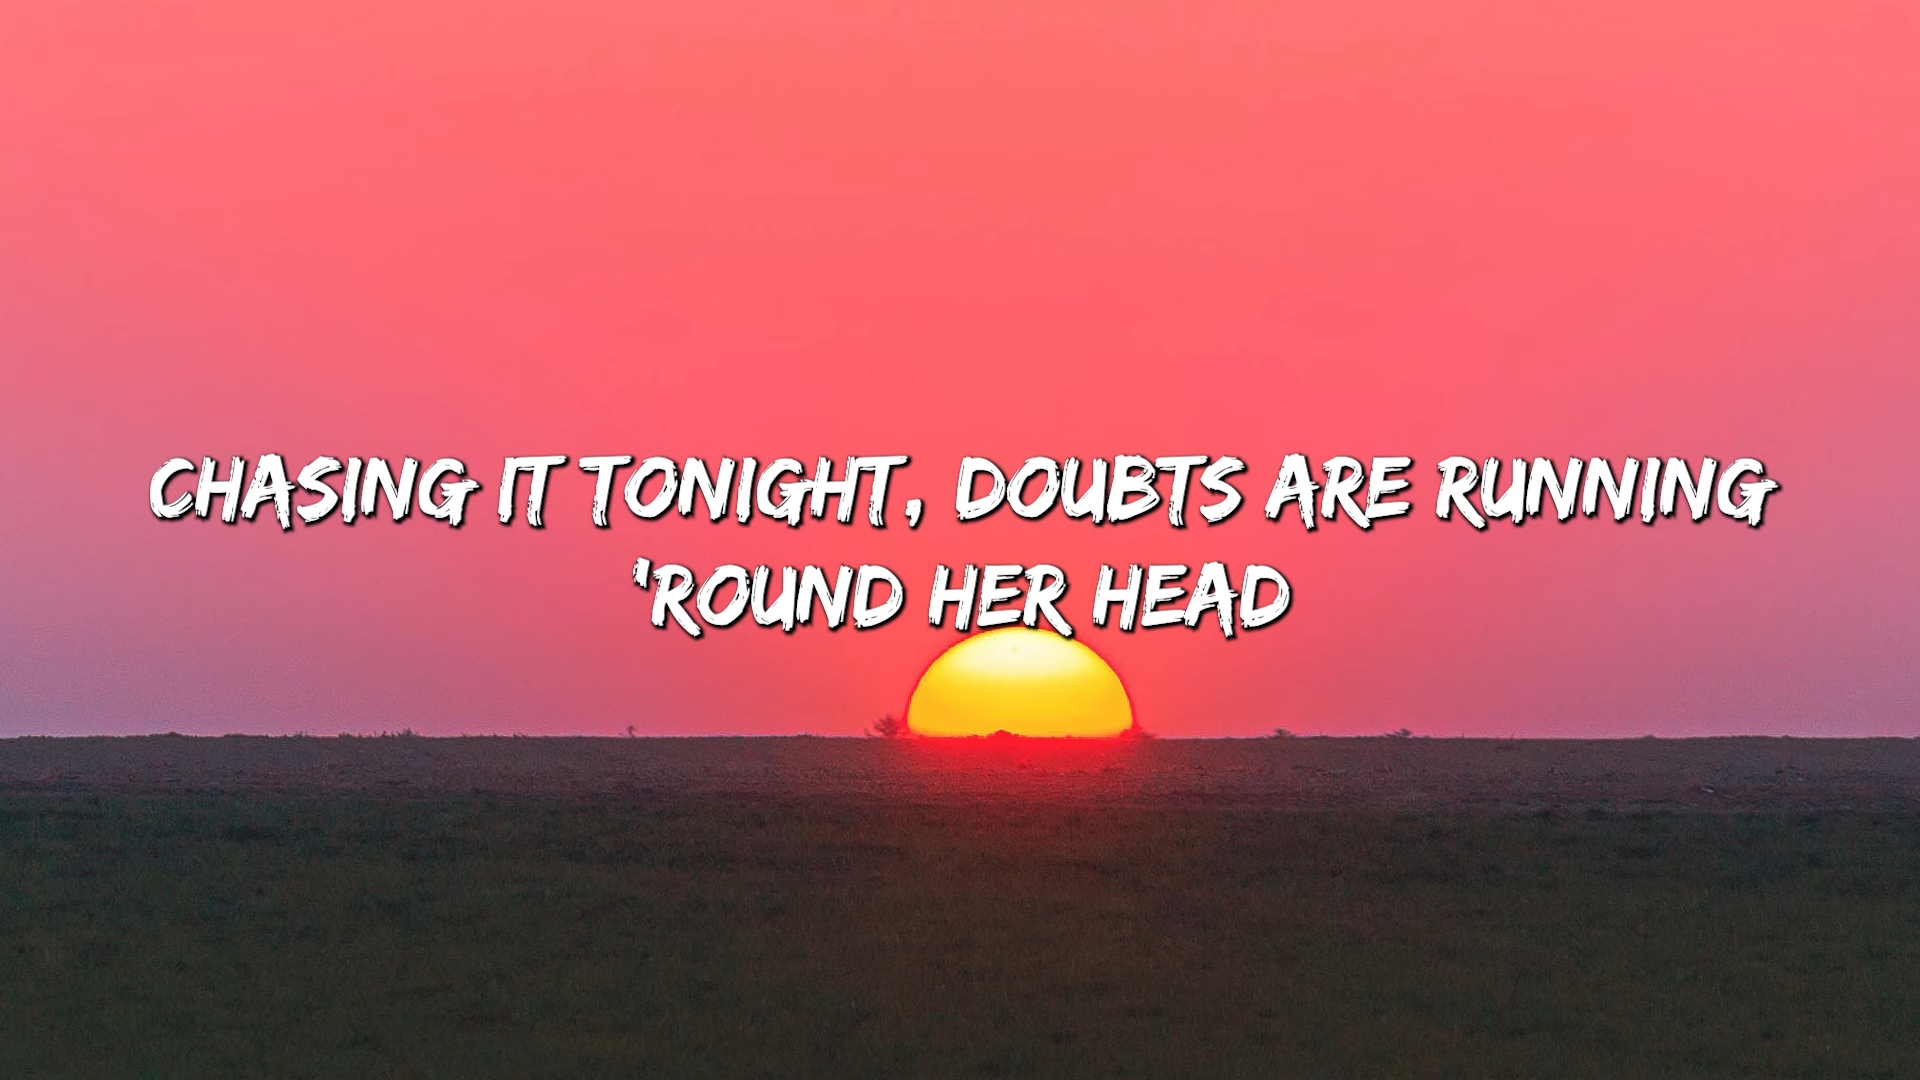 CHASING IT TONIGHT, DOUBTS ARE RUNNING
'ROUND HER HEAD